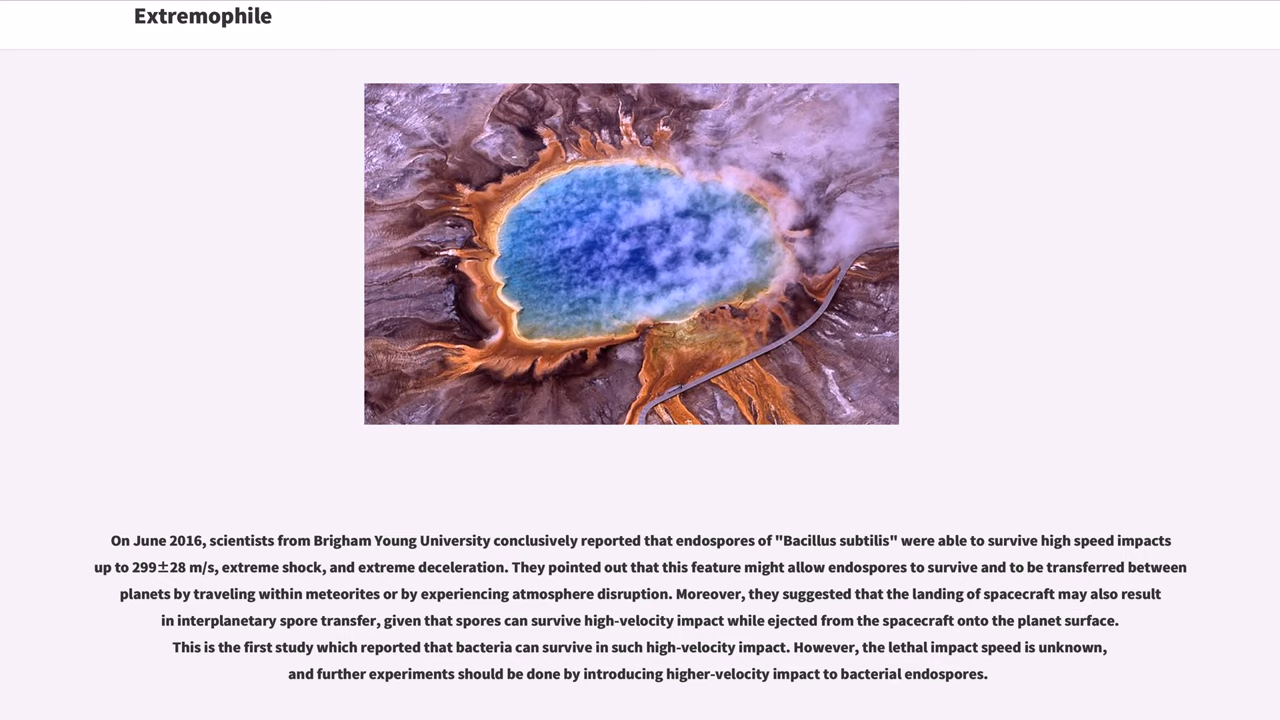 Extremophile
On June 2016, scientists from Brigham Young University conclusively reported that endospores of "Bacillus subtilis" were able to survive high speed impacts
up to 299±28 m/s, extreme shock, and extreme deceleration. They pointed out that this feature might allow endospores to survive and to be transferred between
planets by traveling within meteorites or by experiencing atmosphere disruption. Moreover, they suggested that the landing of spacecraft may also result
in interplanetary spore transfer, given that spores can survive high-velocity impact while ejected from the spacecraft onto the planet surface.
This is the first study which reported that bacteria can survive in such high-velocity impact. However, the lethal impact speed is unknown,
and further experiments should be done by introducing higher-velocity impact to bacterial endospores.